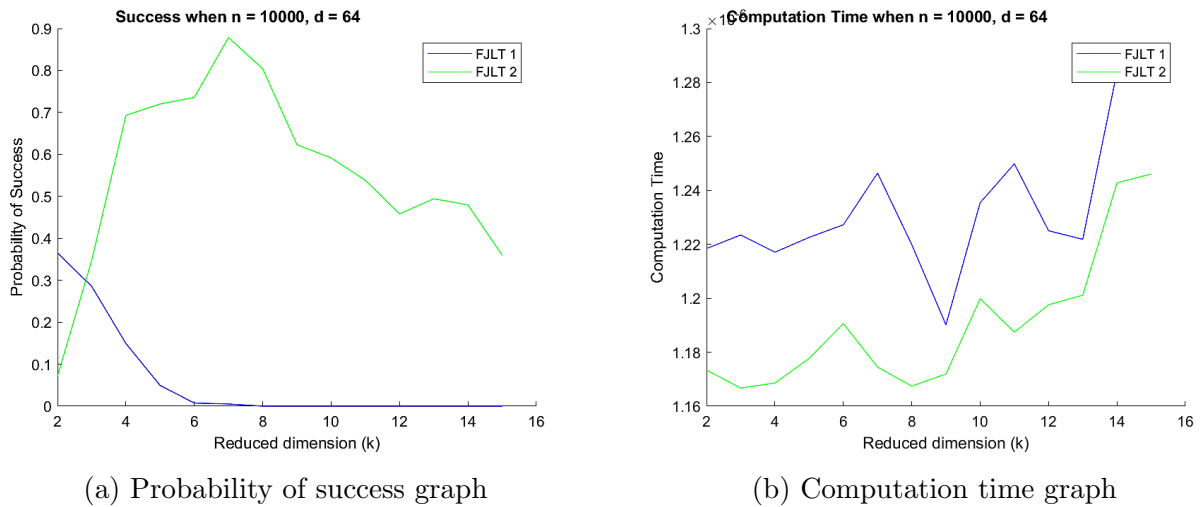 Success when n = 10000, d = 64
0.9
0.8
0.7
0.6
0.5
0.4
0.3
0.2
0.1
0
Probability of Success
2 4 6 8 10 12 14 16
Reduced dimension (k)
FJLT 1
FJLT 2
(a) Probability of success graph
Computation Time when n = 10000, d = 64
1.3
1.28
1.26
1.24
1.22
1.2
1.18
1.16
Computation Time
2 4 6 8 10 12 14 16
Reduced dimension (k)
FJLT 1
FJLT 2
(b) Computation time graph